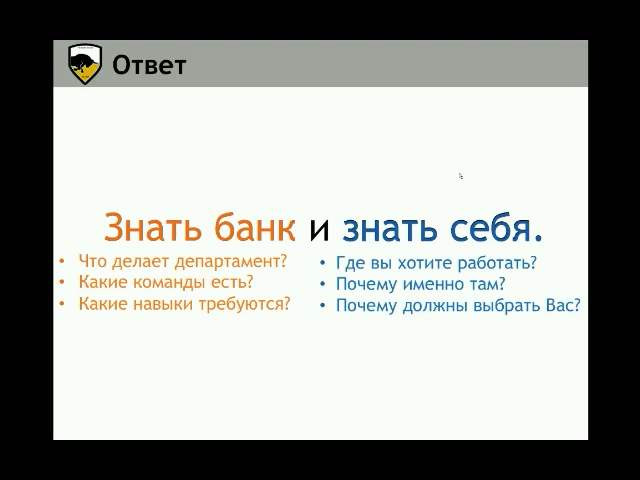 Ответ
Знать банк и знать себя.
• Что делает департамент?
• Какие команды есть?
• Какие навыки требуются?
• Где вы хотите работать?
• Почему именно там?
• Почему должны выбрать Вас?